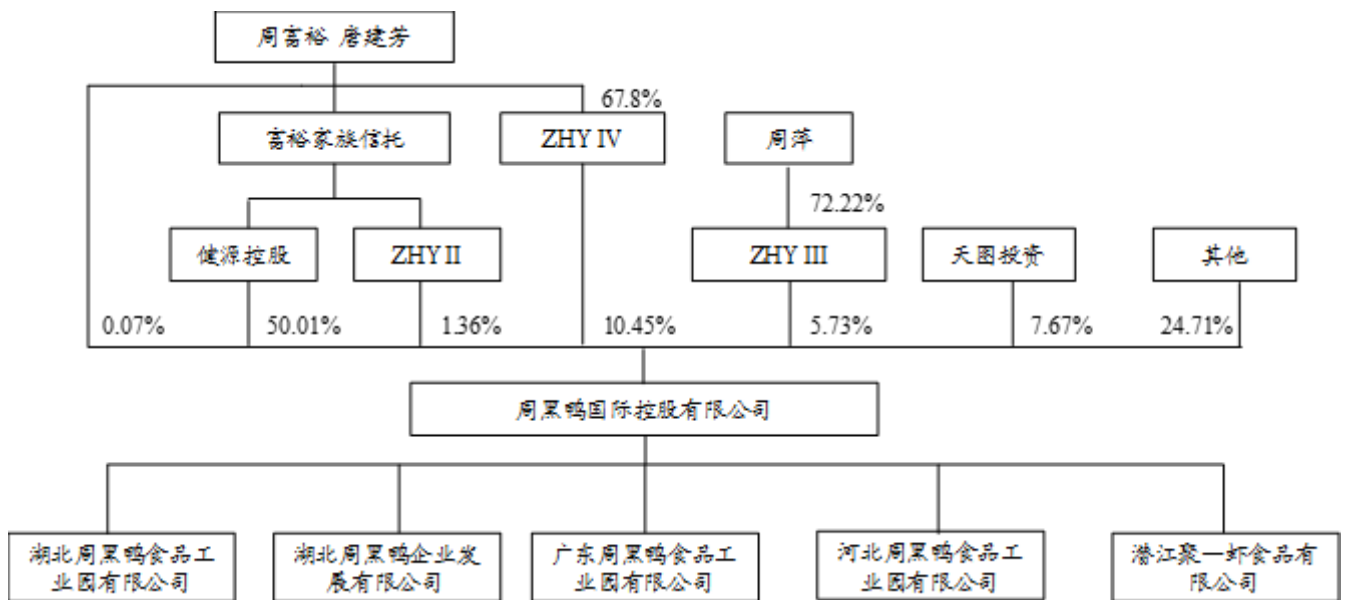 周富裕 唐建芳
67.8%
富裕家族信托
ZHY IV
周萍
72.22%
健源控股
ZHY II
ZHY III
天图投资
其他
0.07%
50.01%
1.36%
10.45%
5.73%
7.67%
24.71%
周黑鸭国际控股有限公司
湖北周黑鸭食品工
业园有限公司
湖北周黑鸭企业发
展有限公司
广东周黑鸭食品工
业园有限公司
河北周黑鸭食品工
业园有限公司
潜江聚一虾食品有
限公司